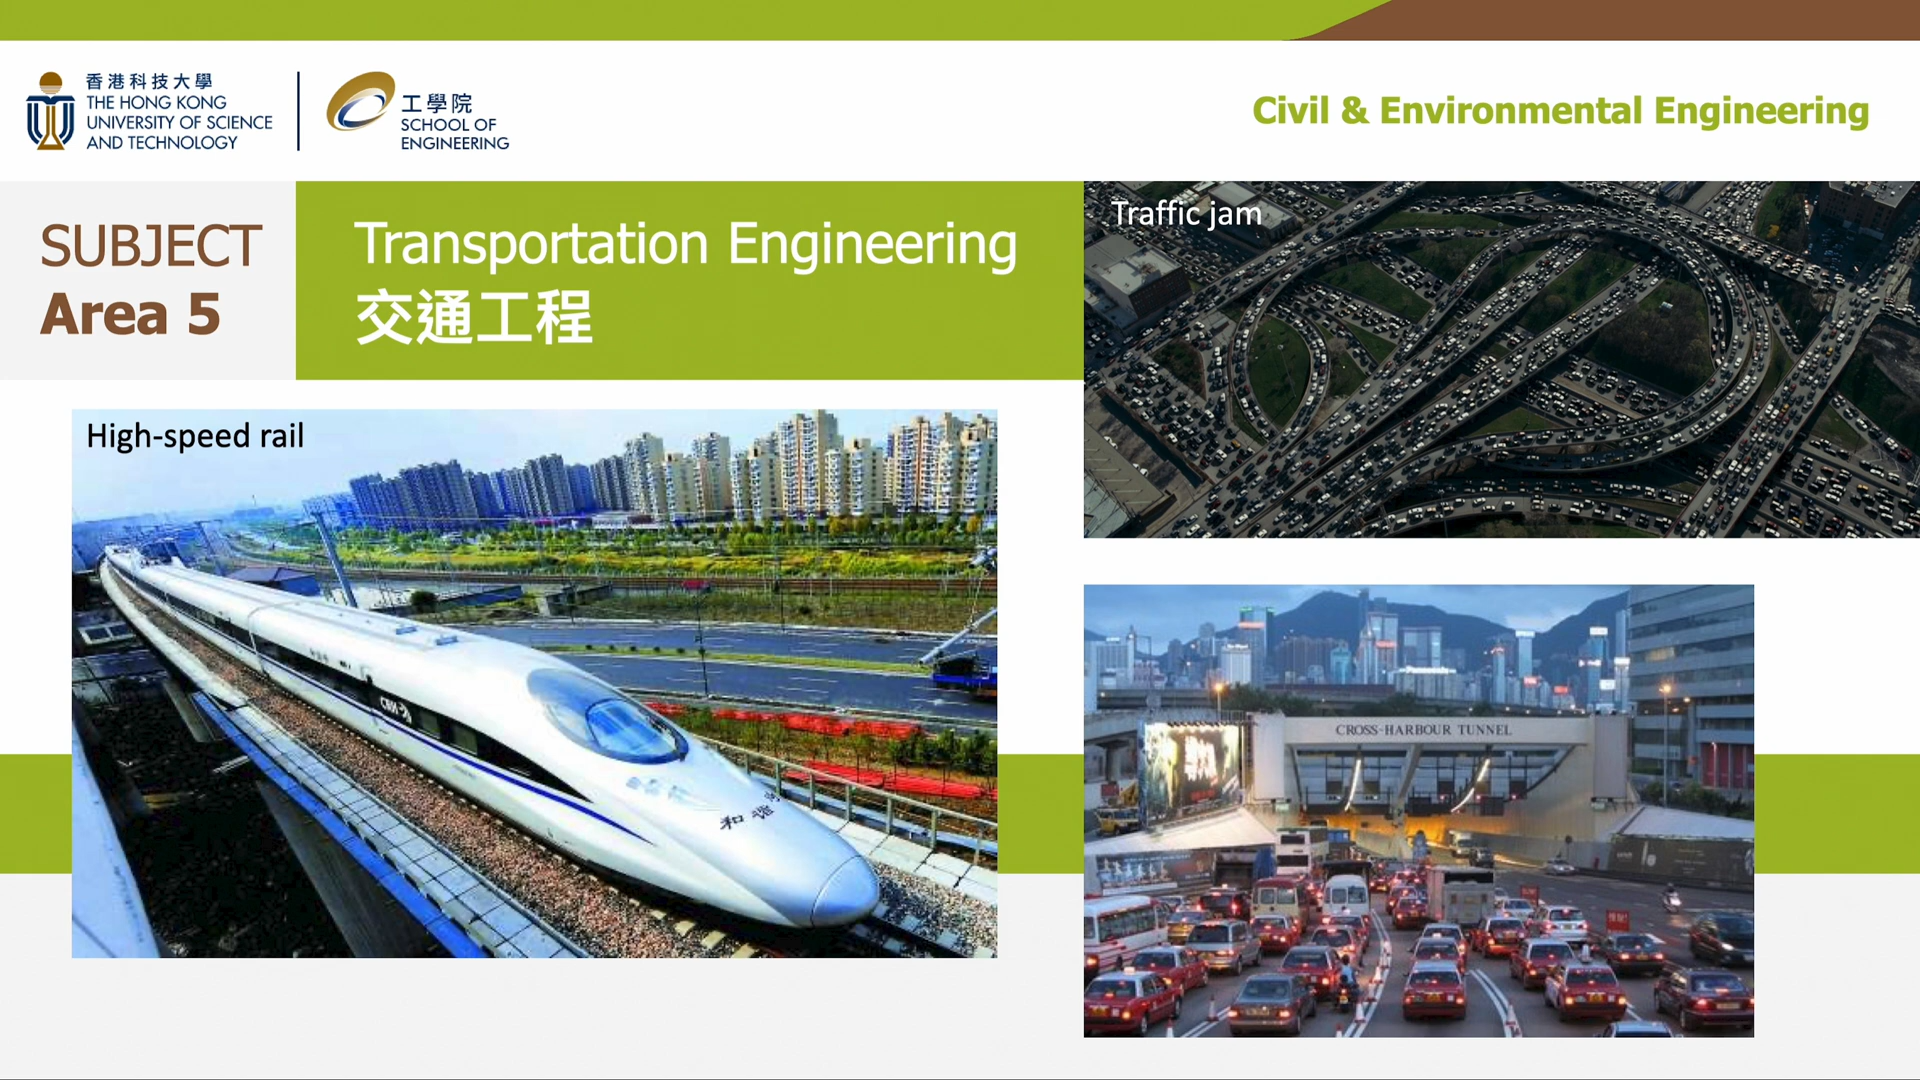 香港科技大學
THE HONG KONG
UNIVERSITY OF SCIENCE
AND TECHNOLOGY
工學院
SCHOOL OF
ENGINEERING
Civil & Environmental Engineering
SUBJECT
Area 5
Transportation Engineering
交通工程
Traffic jam
High-speed rail
CRH
和谐号
CROSS-HARBOUR TUNNEL